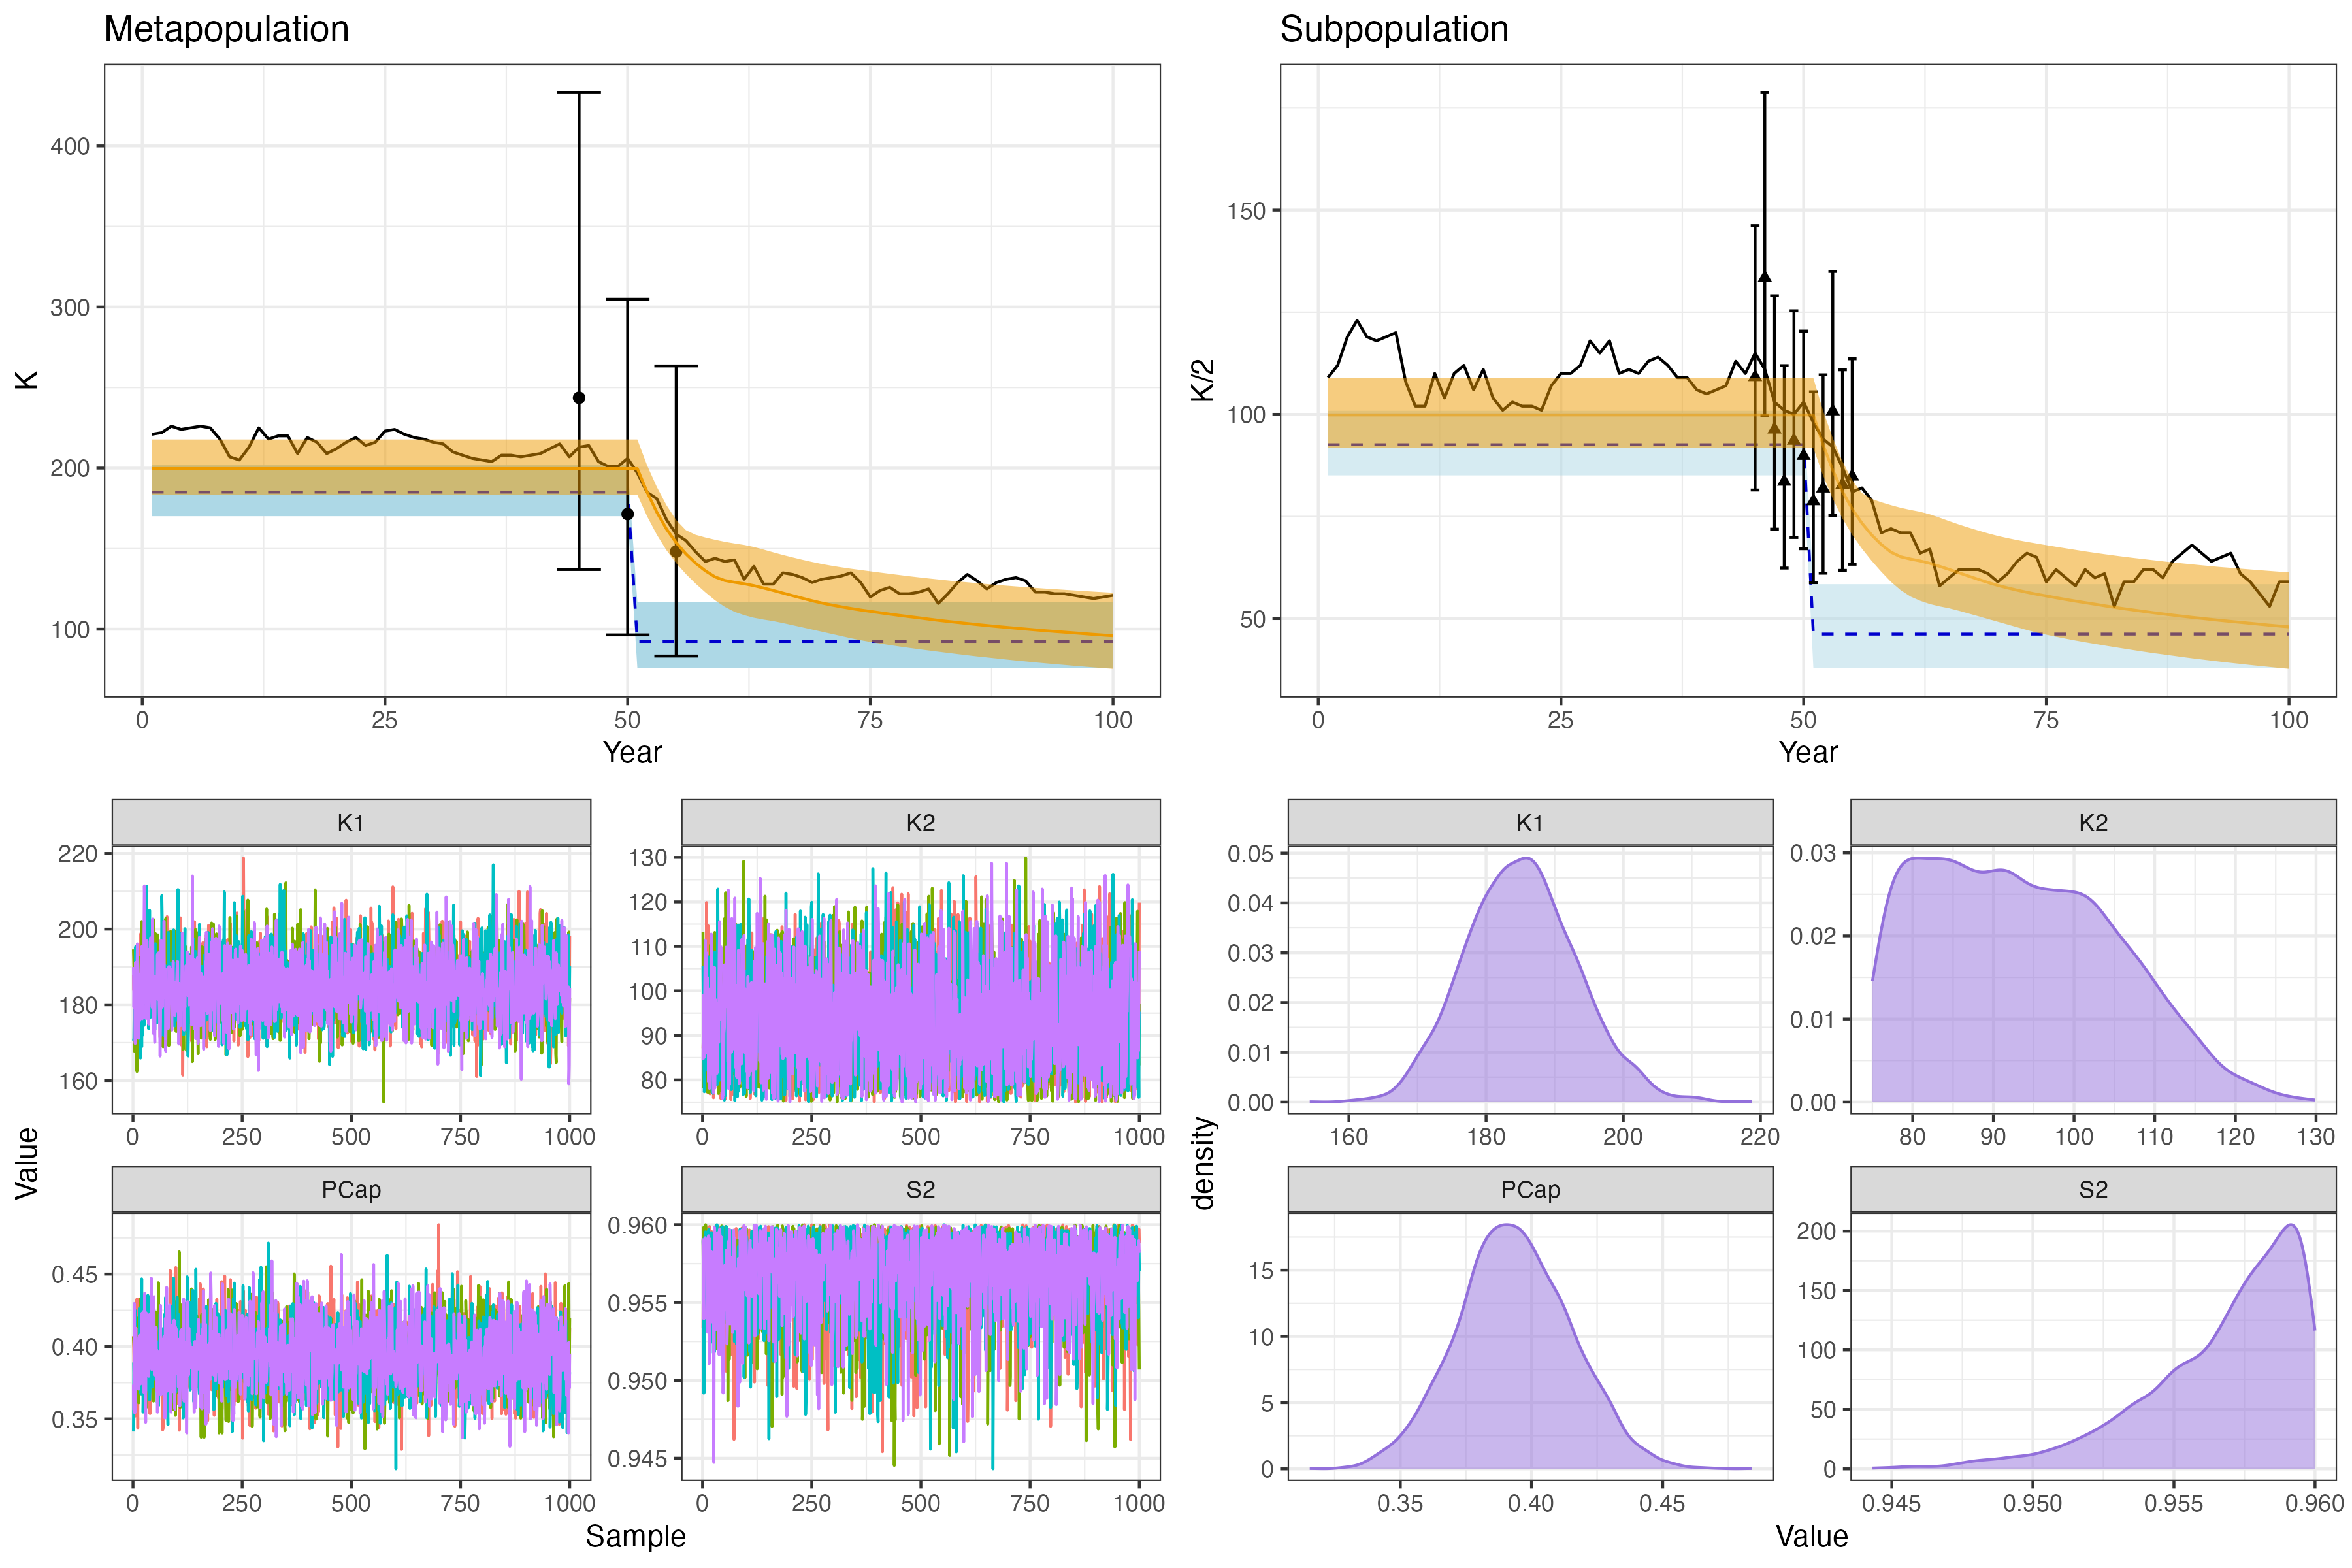 Metapopulation
K
400
300
200
100
0 25 50 75 100
Year
Subpopulation
K/2
150
100
50
0 25 50 75 100
Year
Value
K1
220
200
180
160
0 250 500 750 1000
K2
130
120
110
100
90
80
0 250 500 750 1000
PCap
0.45
0.40
0.35
0 250 500 750 1000
S2
0.960
0.955
0.950
0.945
0 250 500 750 1000
Sample
density
K1
0.05
0.04
0.03
0.02
0.01
0.00
160 180 200 220
K2
0.03
0.02
0.01
0.00
80 90 100 110 120 130
PCap
15
10
5
0
0.35 0.40 0.45
S2
200
150
100
50
0
0.945 0.950 0.955 0.960
Value